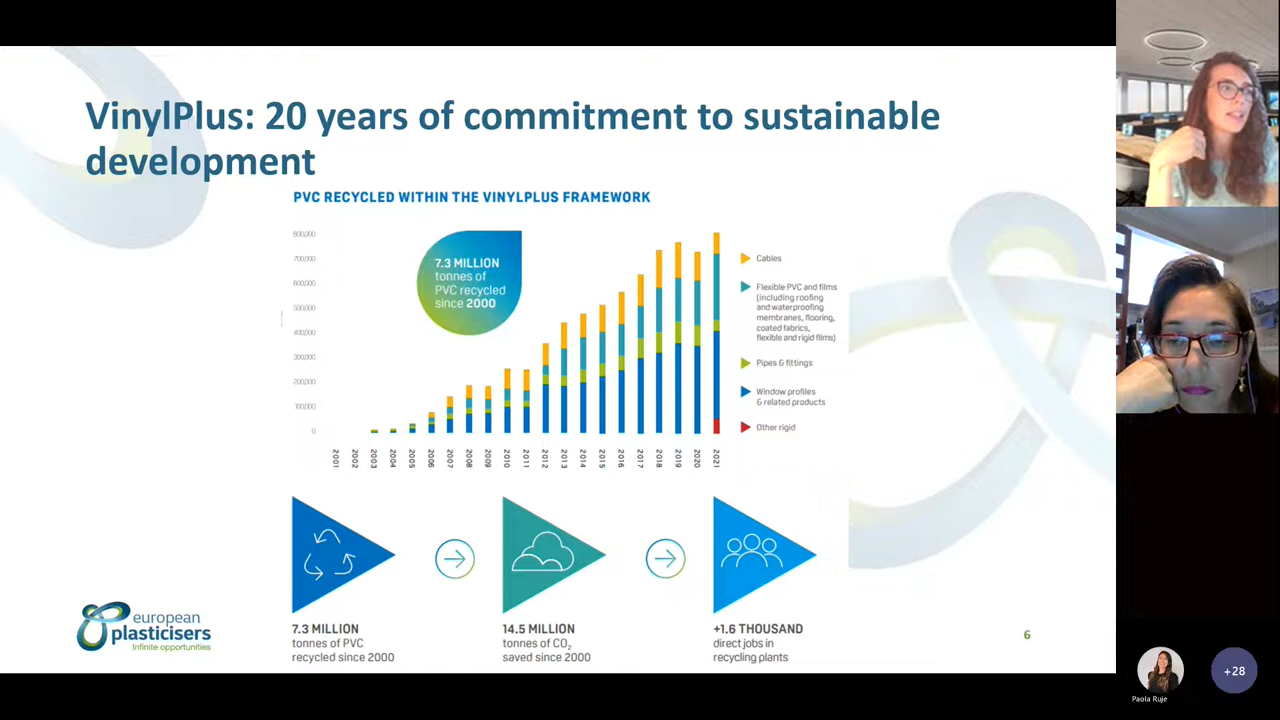 VinylPlus: 20 years of commitment to sustainable
development
PVC RECYCLED WITHIN THE VINYLPLUS FRAMEWORK
800,000
700,000
600,000
500,000
400,000
300,000
200,000
100,000
0
7.3 MILLION
tonnes of
PVC recycled
since 2000
Cables
Flexible PVC and films
(including roofing
and waterproofing
membranes, flooring,
coated fabrics,
flexible and rigid films)
Pipes & fittings
Window profiles
& related products
Other rigid
2001 2002 2003 2004 2005 2006 2007 2008 2009 2010 2011 2012 2013 2014 2015 2016 2017 2018 2019 2020 2021
7.3 MILLION
tonnes of PVC
recycled since 2000
14.5 MILLION
tonnes of CO₂
saved since 2000
+1.6 THOUSAND
direct jobs in
recycling plants
european
plasticisers
Infinite opportunities
6
Paola Ruje
+28